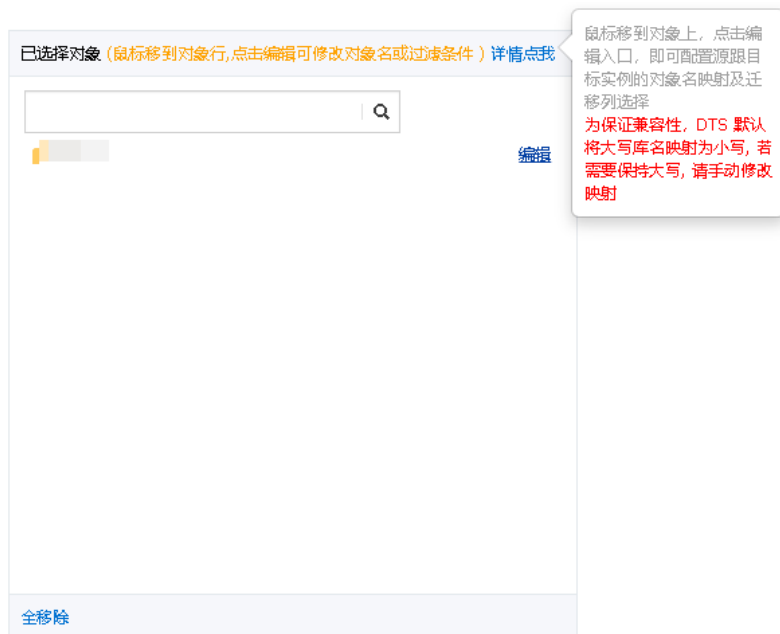 已选择对象 (鼠标移到对象行,点击编辑可修改对象名或过滤条件 ) 详情点我
鼠标移到对象上，点击编
辑入口，即可配置源跟目
标实例的对象名映射及迁
移列选择
为保证兼容性，DTS 默认
将大写库名映射为小写, 若
需要保持大写, 请手动修改
映射
编辑
全移除